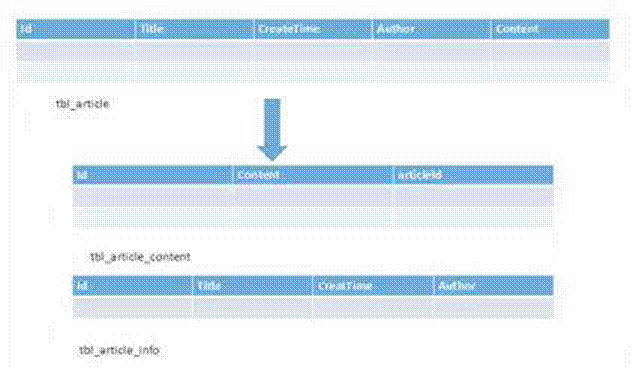 Id Title CreateTime Author Content
tbl_article
Id Content articleId
tbl_article_content
Id Title CreatTime Author
tbl_article_info